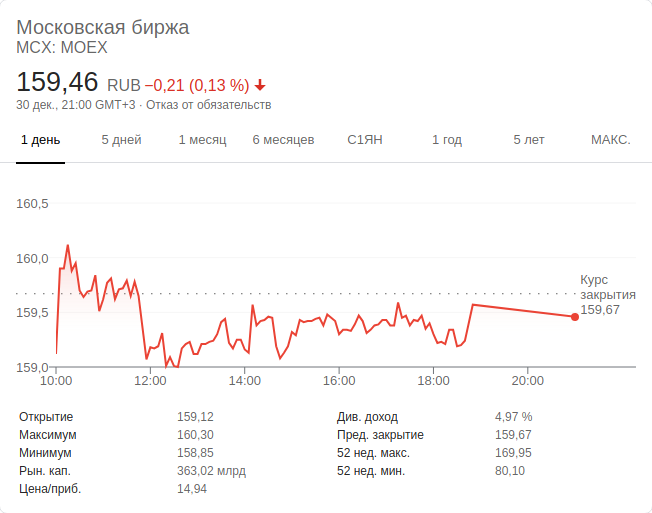 Московская биржа
MCX: MOEX
159,46 RUB −0,21 (0,13 %)
30 дек., 21:00 GMT+3 · Отказ от обязательств
1 день 5 дней 1 месяц 6 месяцев С1ЯН 1 год 5 лет МАКС.
160,5
160,0
159,5
159,0
Курс
закрытия
159,67
10:00 12:00 14:00 16:00 18:00 20:00
Открытие 159,12 Див. доход 4,97 %
Максимум 160,30 Пред. закрытие 159,67
Минимум 158,85 52 нед. макс. 169,95
Рын. кап. 363,02 млрд 52 нед. мин. 80,10
Цена/приб. 14,94